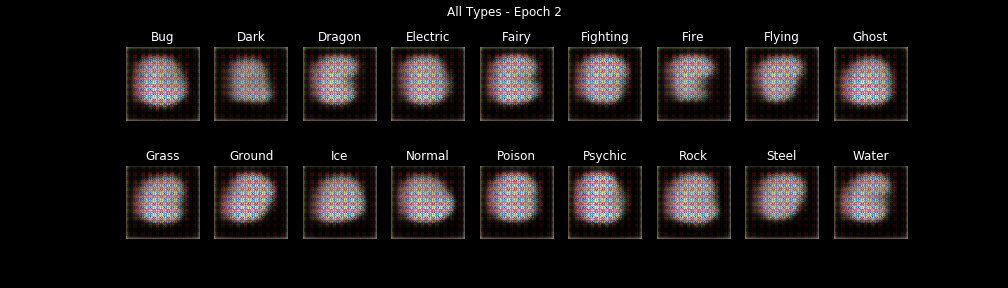 All Types - Epoch 2
Bug Dark Dragon Electric Fairy Fighting Fire Flying Ghost
Grass Ground Ice Normal Poison Psychic Rock Steel Water